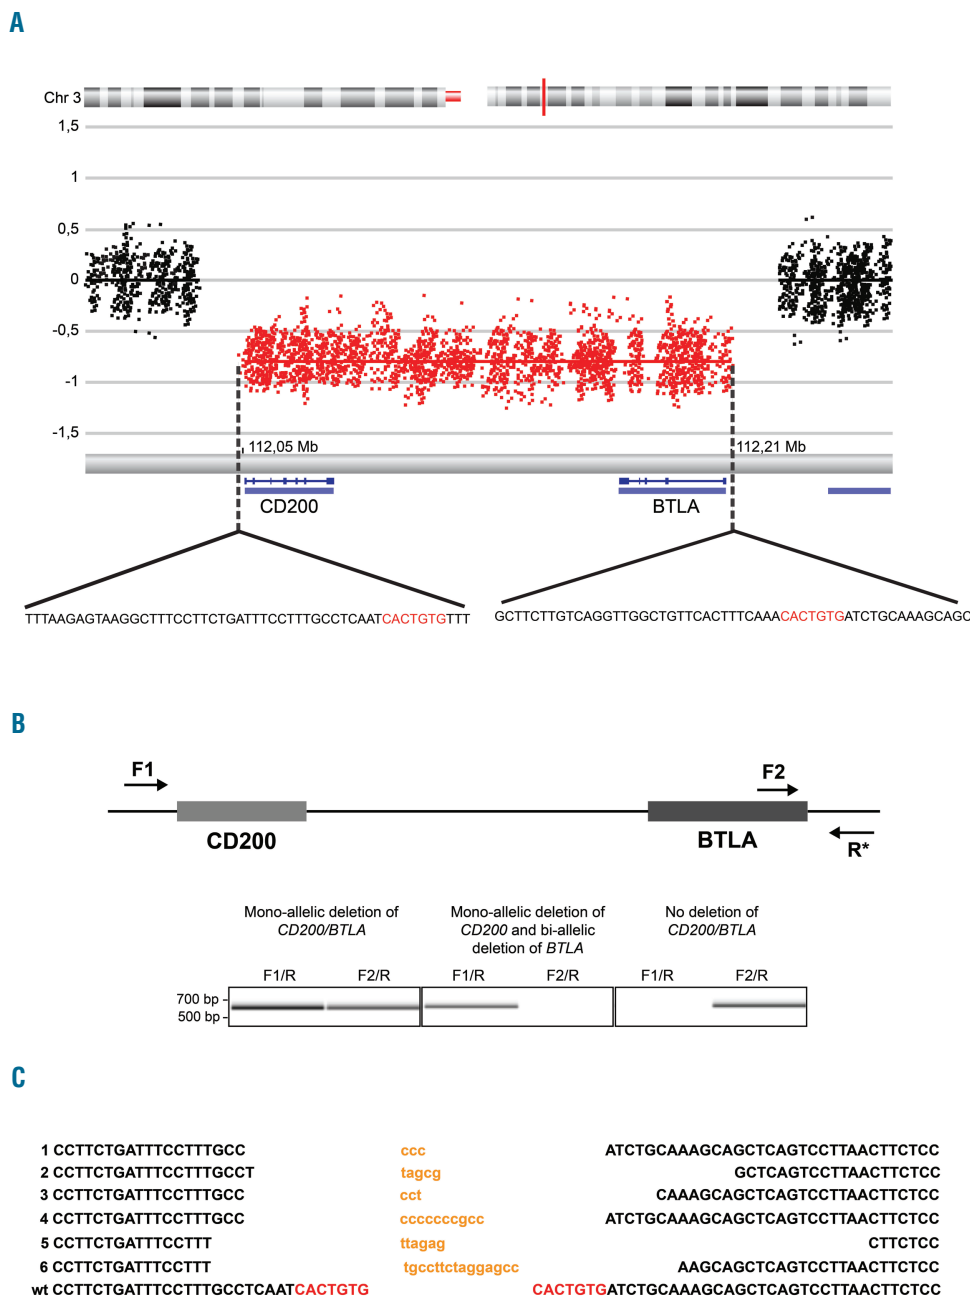 A
Chr 3
1,5
1
0,5
0
-0,5
-1
-1,5
112,05 Mb
112,21 Mb
CD200
BTLA
TTTAAGAGTAAGGCTTTCCTTCTGATTTCCTTTGCCTCAATCACTGTGTTT
GCTTCTTGTCAGGTTGGCTGTTCACTTTCAAACACTGTGATCTGCAAAGCAGC
B
F1
F2
CD200
BTLA
R*
Mono-allelic deletion of
CD200/BTLA
Mono-allelic deletion of
CD200 and bi-allelic
deletion of BTLA
No deletion of
CD200/BTLA
F1/R
F2/R
F1/R
F2/R
F1/R
F2/R
700 bp
500 bp
C
1 CCTTCTGATTTCCTTTGCC ccc ATCTGCAAAGCAGCTCAGTCCTTAACTTCTCC
2 CCTTCTGATTTCCTTTGCCT tagcg GCTCAGTCCTTAACTTCTCC
3 CCTTCTGATTTCCTTTGCC cct CAAAGCAGCTCAGTCCTTAACTTCTCC
4 CCTTCTGATTTCCTTTGCC cccccccgcc ATCTGCAAAGCAGCTCAGTCCTTAACTTCTCC
5 CCTTCTGATTTCCTTT ttagag CTTCTCC
6 CCTTCTGATTTCCTTT tgccttctaggagcc AAGCAGCTCAGTCCTTAACTTCTCC
wt CCTTCTGATTTCCTTTGCCTCAATCACTGTG CACTGTGATCTGCAAAGCAGCTCAGTCCTTAACTTCTCC